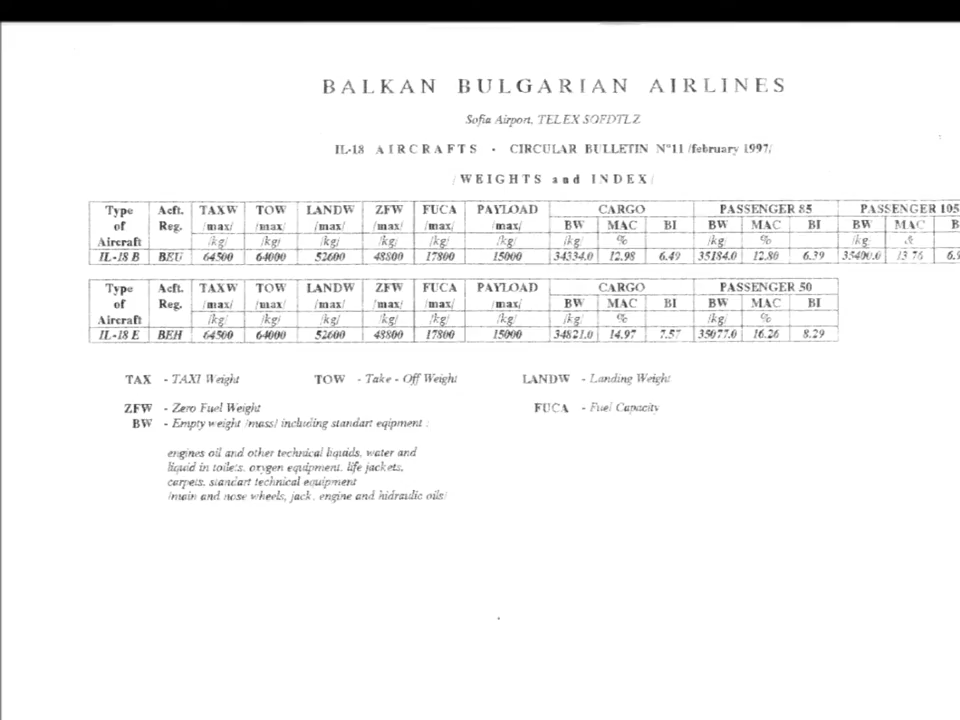 BALKAN BULGARIAN AIRLINES
Sofia Airport, TELEX SOFDTLZ
IL-18 AIRCRAFTS - CIRCULAR BULLETIN N°11 /february 1997/
/WEIGHTS and INDEX/
Type Acft. TAXW TOW LANDW ZFW FUCA PAYLOAD CARGO PASSENGER 85 PASSENGER 105
of Reg. /max/ /max/ /max/ /max/ /max/ /max/ BW MAC BI BW MAC BI BW MAC
Aircraft /kg/ /kg/ /kg/ /kg/ /kg/ /kg/ /kg/ % /kg/ % /kg/ %
IL-18 B BEU 64500 64000 52600 48800 17800 15000 34334.0 12.98 6.49 35184.0 12.80 6.39 35400.0 13.76
Type Acft. TAXW TOW LANDW ZFW FUCA PAYLOAD CARGO PASSENGER 50
of Reg. /max/ /max/ /max/ /max/ /max/ /max/ BW MAC BI BW MAC BI
Aircraft /kg/ /kg/ /kg/ /kg/ /kg/ /kg/ /kg/ % /kg/ %
IL-18 E BEH 64500 64000 52600 48800 17800 15000 34821.0 14.97 7.57 35077.0 16.26 8.29
TAX - TAXI Weight TOW - Take - Off Weight LANDW - Landing Weight
ZFW - Zero Fuel Weight FUCA - Fuel Capacity
BW - Empty weight /mass/ including standart eqipment :
engines oil and other technical liquids, water and
liquid in toilets, oxygen equipment, life jackets,
carpets, standart technical equipment
/main and nose wheels, jack, engine and hidraulic oils/